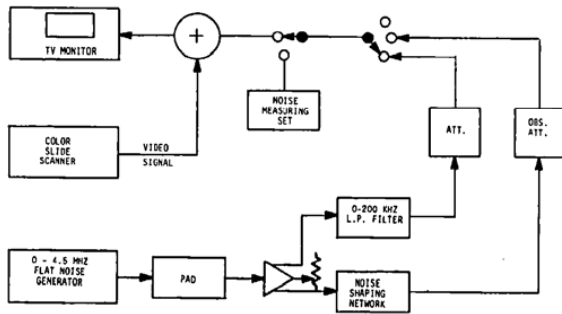 TV MONITOR
NOISE
MEASURING
SET
COLOR
SLIDE
SCANNER
VIDEO
SIGNAL
ATT.
OBS.
ATT.
0-200 KHZ
L.P. FILTER
0 - 4.5 MHZ
FLAT NOISE
GENERATOR
PAD
NOISE
SHAPING
NETWORK